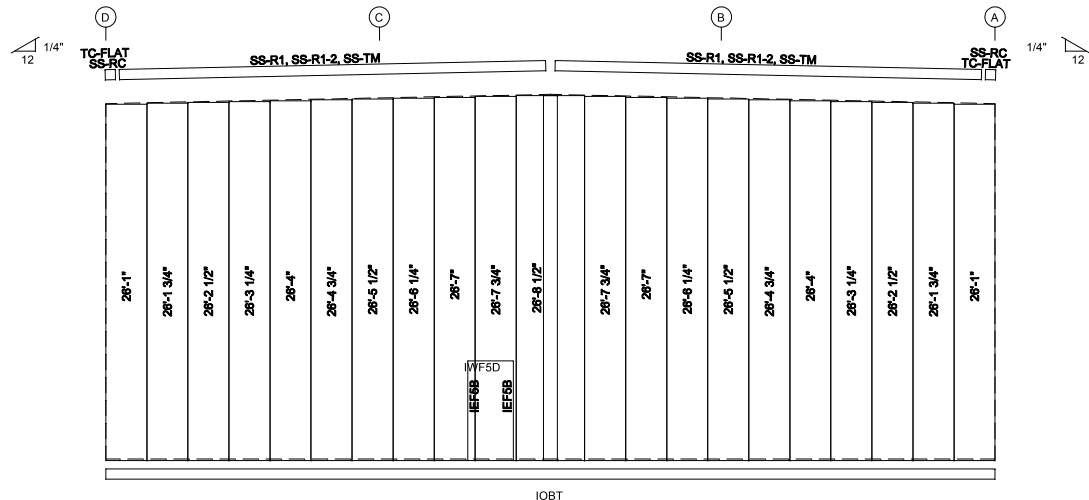 D
C
B
A
1/4"
12
TC-FLAT
SS-RC
SS-R1, SS-R1-2, SS-TM
SS-R1, SS-R1-2, SS-TM
SS-RC
TC-FLAT
1/4"
12
26'-1"
26'-1 3/4"
26'-2 1/2"
26'-3 1/4"
26'-4"
26'-4 3/4"
26'-5 1/2"
26'-6 1/4"
26'-7"
26'-7 3/4"
26'-8 1/2"
26'-7 3/4"
26'-7"
26'-6 1/4"
26'-5 1/2"
26'-4 3/4"
26'-4"
26'-3 1/4"
26'-2 1/2"
26'-1 3/4"
26'-1"
IWF5D
IEF5B
IEF5B
IOBT